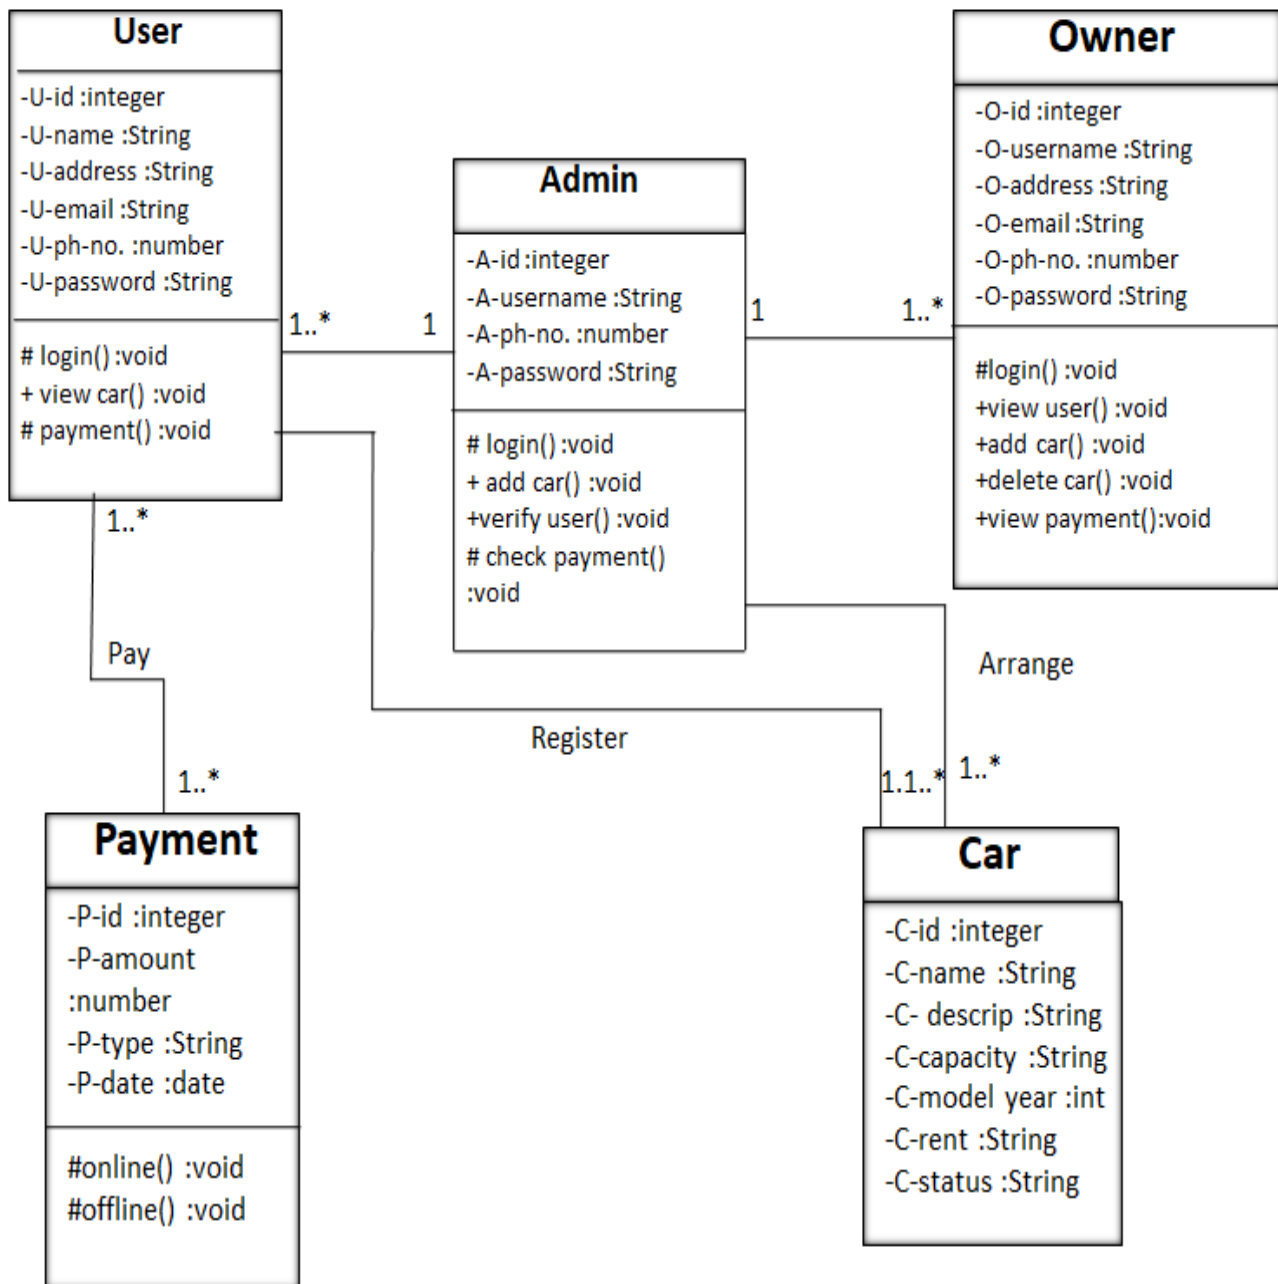 User
-U-id :integer
-U-name :String
-U-address :String
-U-email :String
-U-ph-no. :number
-U-password :String
# login() :void
+ view car() :void
# payment() :void
1..*
1
Admin
-A-id :integer
-A-username :String
-A-ph-no. :number
-A-password :String
# login() :void
+ add car() :void
+verify user() :void
# check payment()
:void
1
1..*
Owner
-O-id :integer
-O-username :String
-O-address :String
-O-email :String
-O-ph-no. :number
-O-password :String
#login() :void
+view user() :void
+add car() :void
+delete car() :void
+view payment():void
1..*
Pay
1..*
Register
Arrange
1.1..*
1..*
Payment
-P-id :integer
-P-amount
:number
-P-type :String
-P-date :date
#online() :void
#offline() :void
Car
-C-id :integer
-C-name :String
-C- descrip :String
-C-capacity :String
-C-model year :int
-C-rent :String
-C-status :String